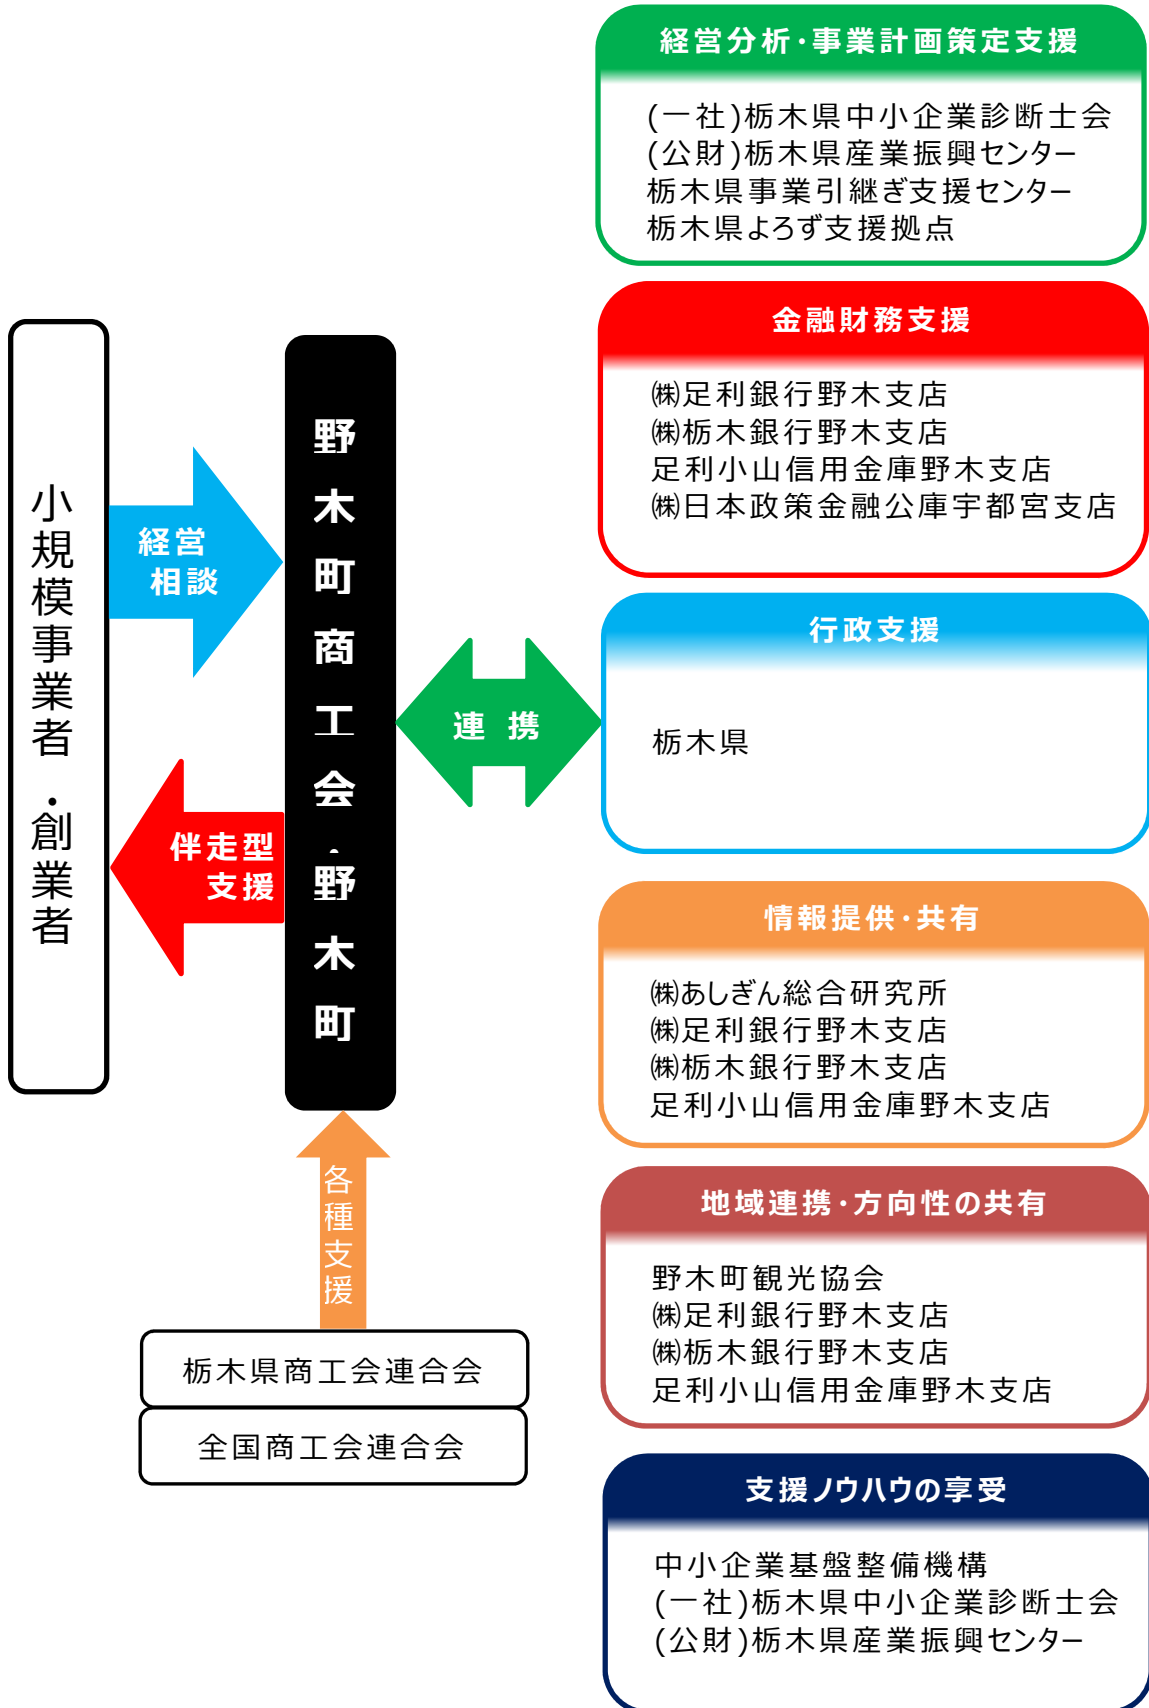 経営分析・事業計画策定支援
(一社)栃木県中小企業診断士会
(公財)栃木県産業振興センター
栃木県事業引継ぎ支援センター
栃木県よろず支援拠点
金融財務支援
㈱足利銀行野木支店
㈱栃木銀行野木支店
足利小山信用金庫野木支店
㈱日本政策金融公庫宇都宮支店
小規模事業者・創業者
経営
相談
伴走型
支援
野木町商工会・野木町
連携
行政支援
栃木県
情報提供・共有
㈱あしぎん総合研究所
㈱足利銀行野木支店
㈱栃木銀行野木支店
足利小山信用金庫野木支店
各種支援
栃木県商工会連合会
全国商工会連合会
地域連携・方向性の共有
野木町観光協会
㈱足利銀行野木支店
㈱栃木銀行野木支店
足利小山信用金庫野木支店
支援ノウハウの享受
中小企業基盤整備機構
(一社)栃木県中小企業診断士会
(公財)栃木県産業振興センター